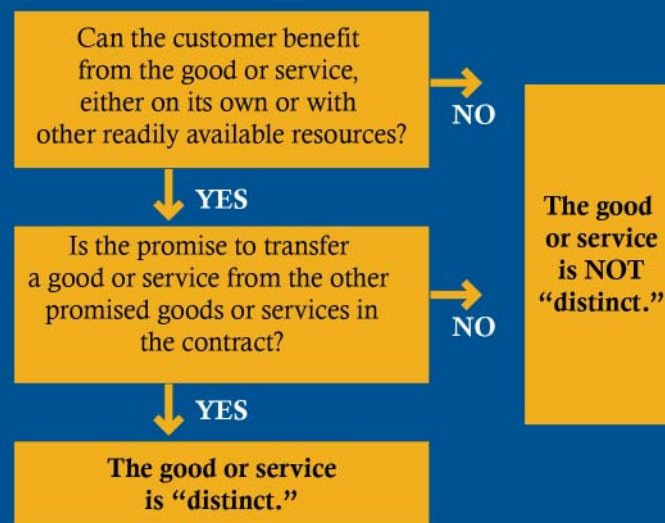 Can the customer benefit
from the good or service,
either on its own or with
other readily available resources?
NO
YES
Is the promise to transfer
a good or service from the other
promised goods or services in
the contract?
NO
YES
The good or service
is “distinct.”
The good
or service
is NOT
“distinct.”